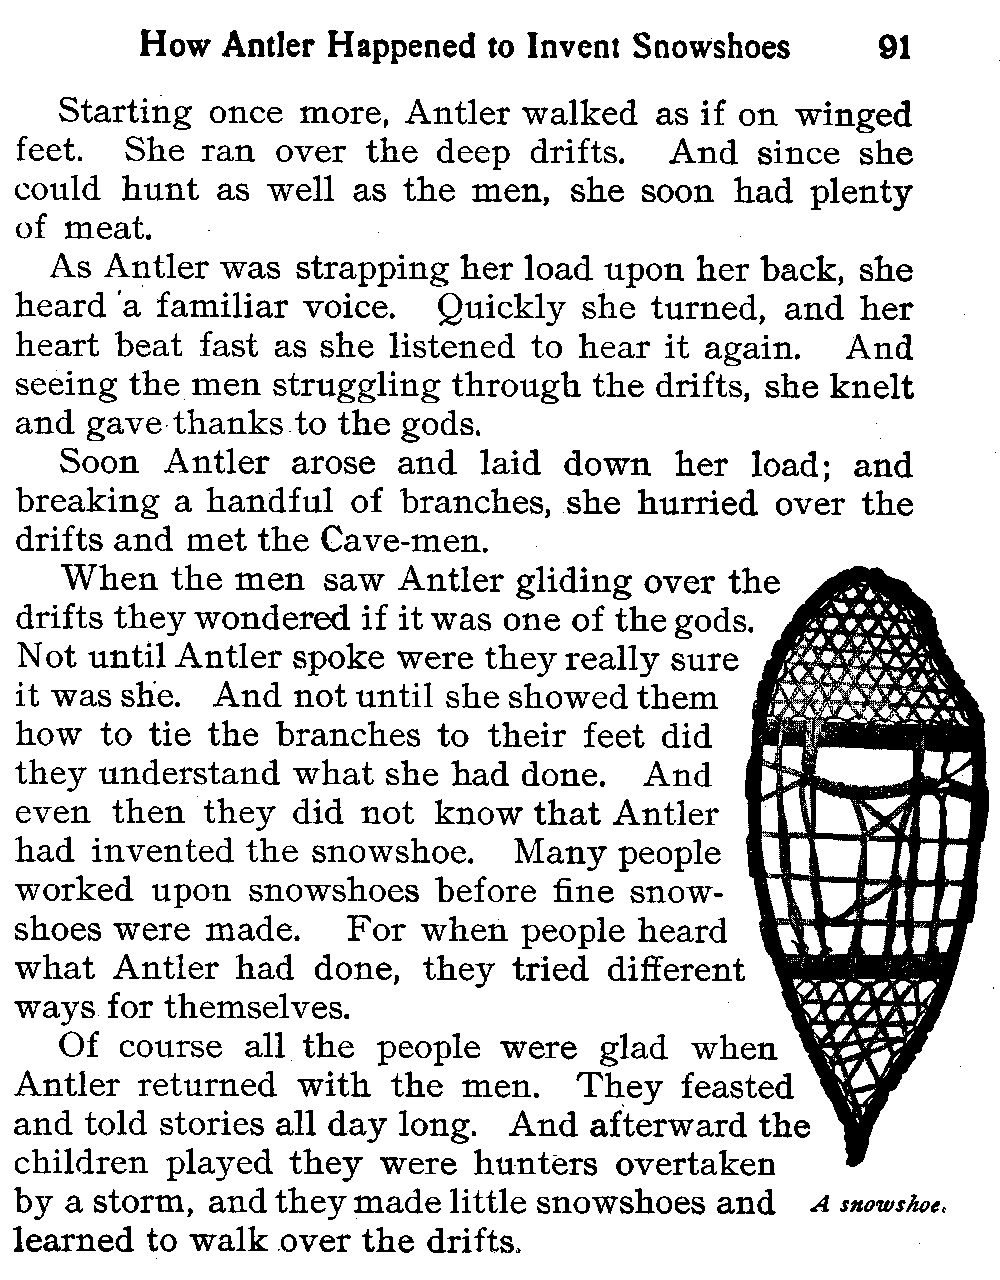 How Antler Happened to Invent Snowshoes 91
Starting once more, Antler walked as if on winged
feet. She ran over the deep drifts. And since she
could hunt as well as the men, she soon had plenty
of meat.
As Antler was strapping her load upon her back, she
heard a familiar voice. Quickly she turned, and her
heart beat fast as she listened to hear it again. And
seeing the men struggling through the drifts, she knelt
and gave thanks to the gods.
Soon Antler arose and laid down her load; and
breaking a handful of branches, she hurried over the
drifts and met the Cave-men.
When the men saw Antler gliding over the
drifts they wondered if it was one of the gods.
Not until Antler spoke were they really sure
it was she. And not until she showed them
how to tie the branches to their feet did
they understand what she had done. And
even then they did not know that Antler
had invented the snowshoe. Many people
worked upon snowshoes before fine snow-
shoes were made. For when people heard
what Antler had done, they tried different
ways for themselves.
Of course all the people were glad when
Antler returned with the men. They feasted
and told stories all day long. And afterward the
children played they were hunters overtaken
by a storm, and they made little snowshoes and
learned to walk over the drifts.
A snowshoe.